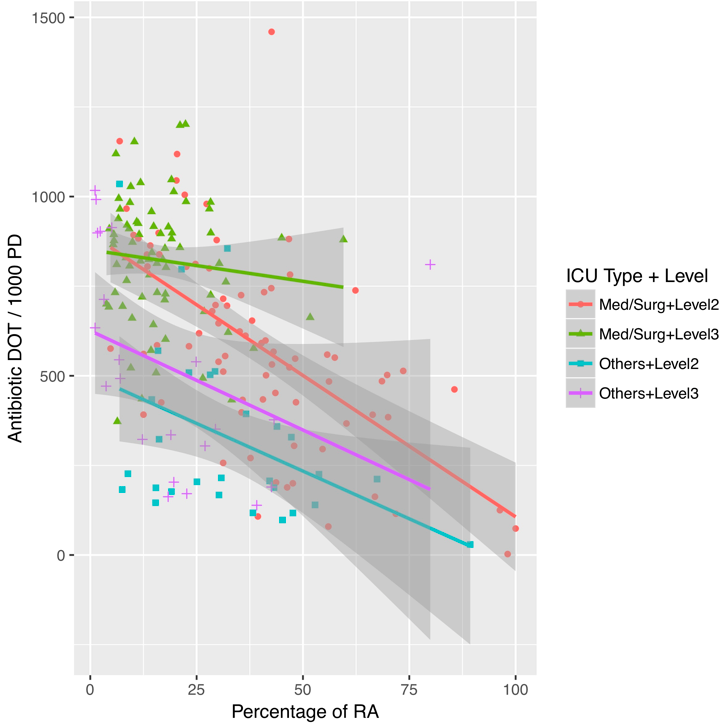 1500
1000
500
0
Antibiotic DOT / 1000 PD
0 25 50 75 100
Percentage of RA
ICU Type + Level
Med/Surg+Level2
Med/Surg+Level3
Others+Level2
Others+Level3